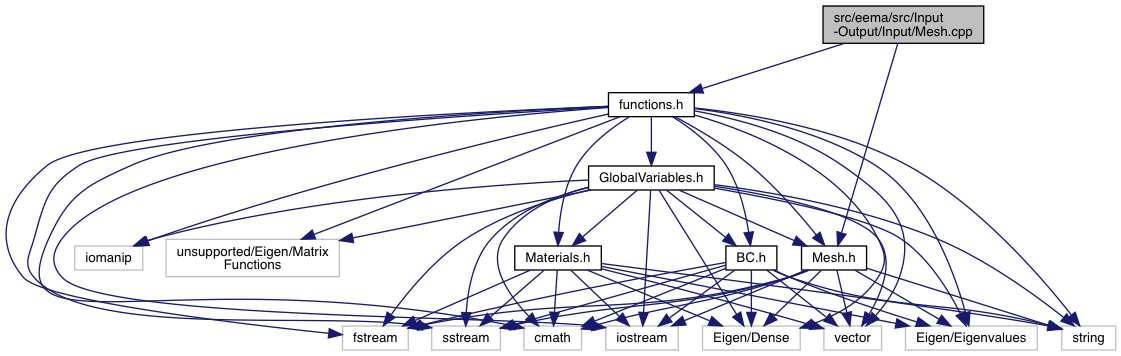 src/eema/src/Input
-Output/Input/Mesh.cpp
functions.h
GlobalVariables.h
iomanip
unsupported/Eigen/Matrix
Functions
Materials.h
BC.h
Mesh.h
fstream
sstream
cmath
iostream
Eigen/Dense
vector
Eigen/Eigenvalues
string